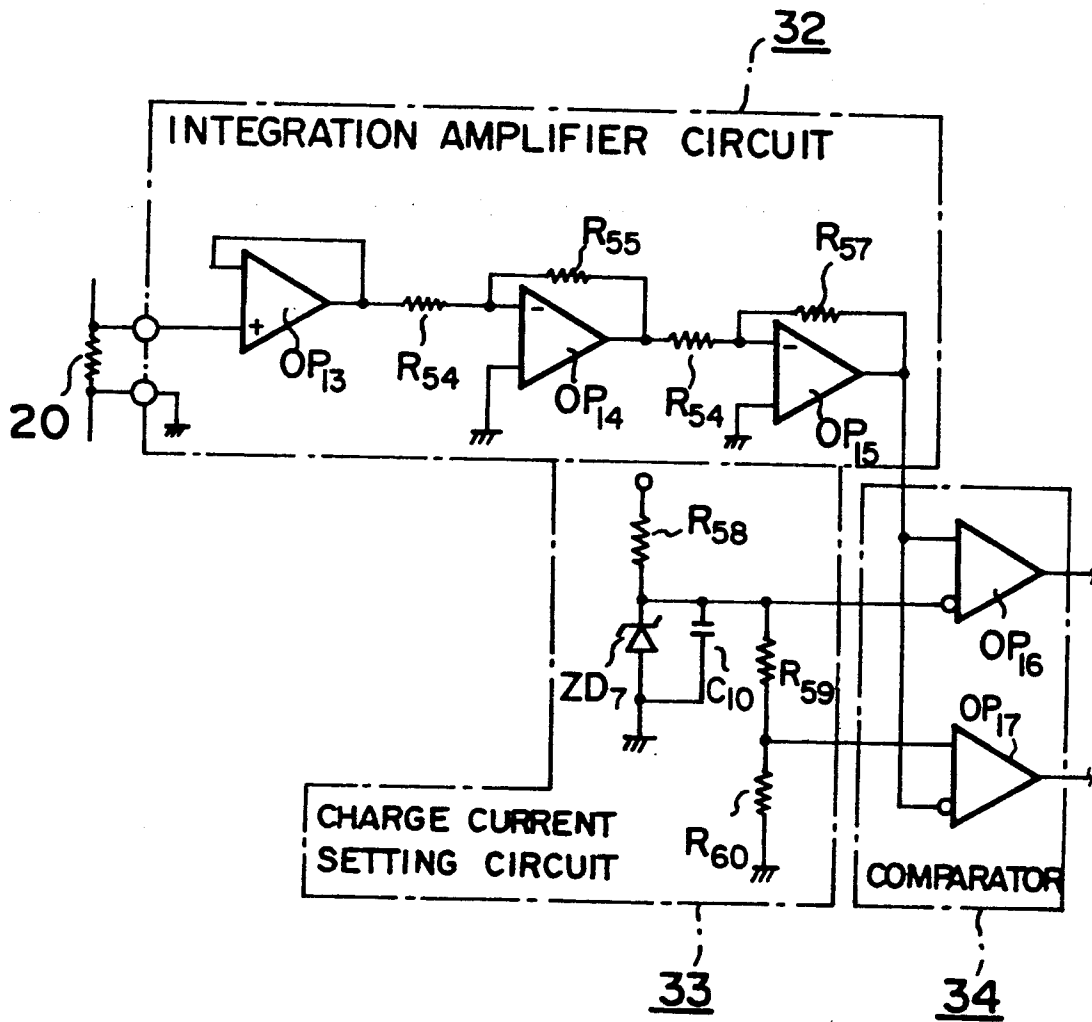 32
INTEGRATION AMPLIFIER CIRCUIT
R55
R57
-
-
+
OP13
R54
OP14
R54
OP15
20
R58
ZD7
C10
R59
OP16
OP17
R60
CHARGE CURRENT
SETTING CIRCUIT
COMPARATOR
33
34